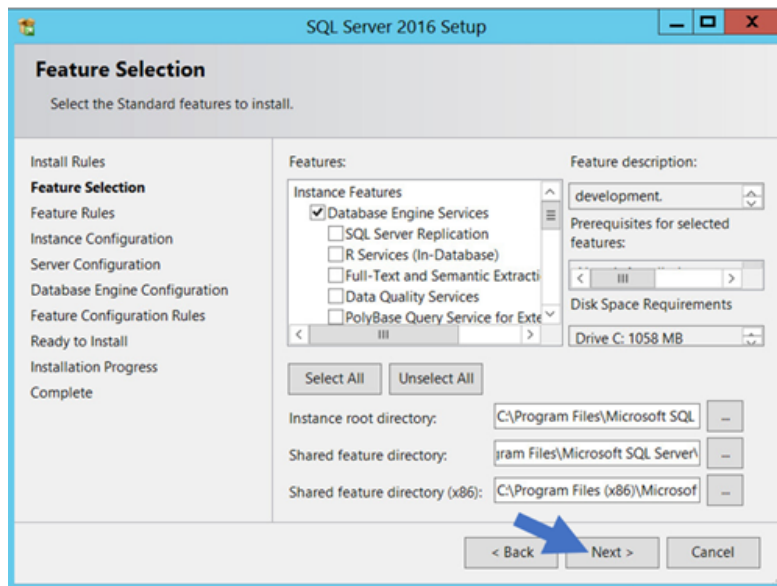 SQL Server 2016 Setup
Feature Selection
Select the Standard features to install.
Install Rules
Feature Selection
Feature Rules
Instance Configuration
Server Configuration
Database Engine Configuration
Feature Configuration Rules
Ready to Install
Installation Progress
Complete
Features:
Instance Features
Database Engine Services
SQL Server Replication
R Services (In-Database)
Full-Text and Semantic Extracti
Data Quality Services
PolyBase Query Service for Exte
Feature description:
development.
Prerequisites for selected
features:
Disk Space Requirements
Drive C: 1058 MB
Select All
Unselect All
Instance root directory:
C:\Program Files\Microsoft SQL
...
Shared feature directory:
gram Files\Microsoft SQL Server\
...
Shared feature directory (x86):
C:\Program Files (x86)\Microsof
...
< Back
Next >
Cancel